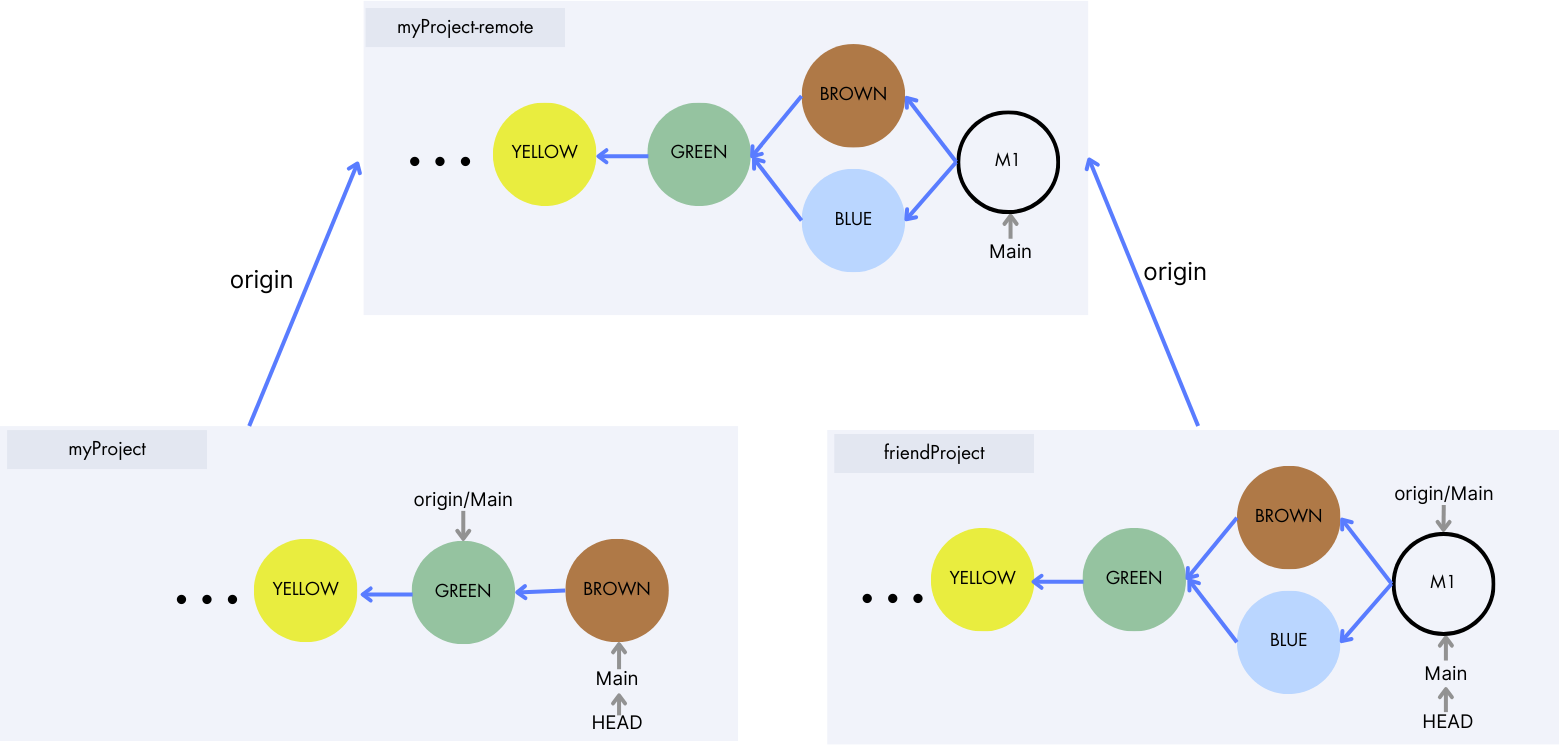 myProject-remote
BROWN
YELLOW
GREEN
M1
BLUE
Main
origin
origin
myProject
origin/Main
YELLOW
GREEN
BROWN
Main
HEAD
friendProject
origin/Main
BROWN
YELLOW
GREEN
M1
BLUE
Main
HEAD